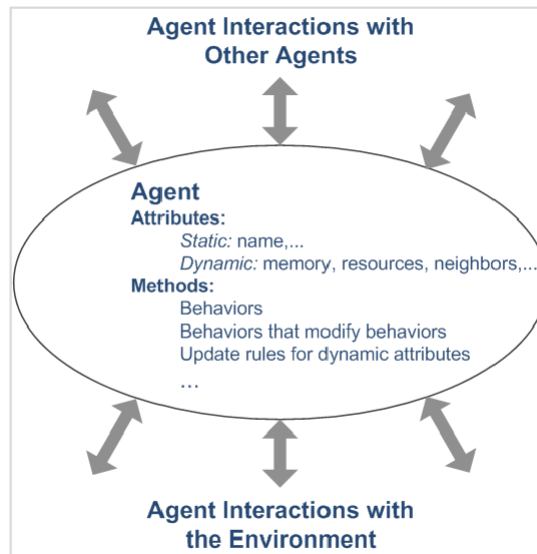 Agent Interactions with
Other Agents
Agent
Attributes:
Static: name,...
Dynamic: memory, resources, neighbors,...
Methods:
Behaviors
Behaviors that modify behaviors
Update rules for dynamic attributes
...
Agent Interactions with
the Environment